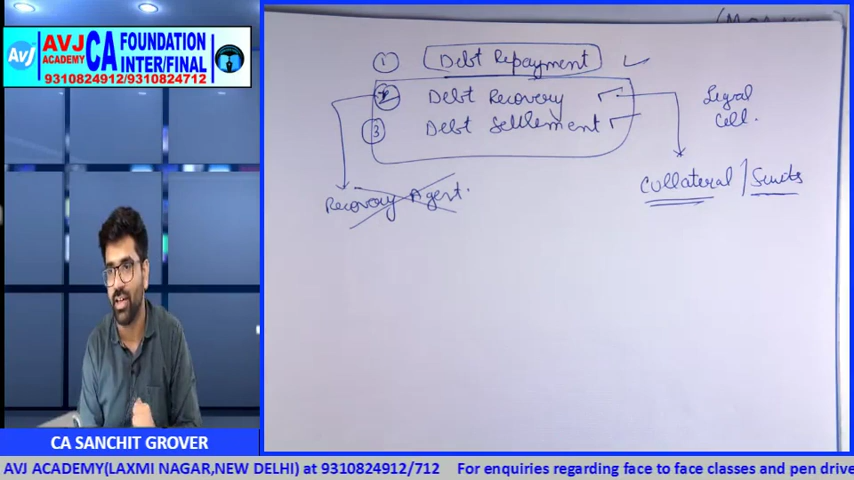 AVJ
ACADEMY
CA
FOUNDATION
INTER/FINAL
9310824912/9310824712
AVJ
① Debt Repayment
② Debt Recovery
③ Debt Settlement
Legal
Cell.
Recovery Agent.
Collateral /
CA SANCHIT GROVER
AVJ ACADEMY(LAXMI NAGAR,NEW DELHI) at 9310824912/712 For enquiries regarding face to face classes and pen drive